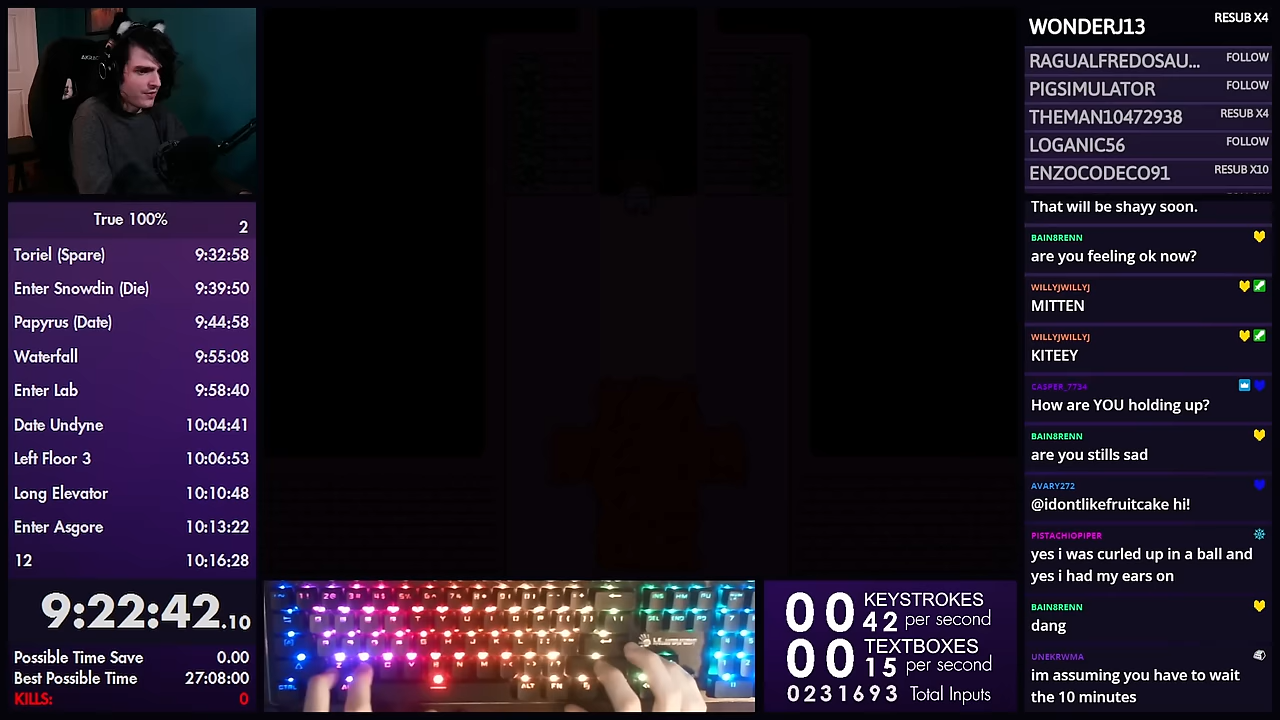 True 100%
2
Toriel (Spare) 9:32:58
Enter Snowdin (Die) 9:39:50
Papyrus (Date) 9:44:58
Waterfall 9:55:08
Enter Lab 9:58:40
Date Undyne 10:04:41
Left Floor 3 10:06:53
Long Elevator 10:10:48
Enter Asgore 10:13:22
12 10:16:28
9:22:42.10
Possible Time Save 0.00
Best Possible Time 27:08:00
KILLS: 0
00 KEYSTROKES
42 per second
00 TEXTBOXES
15 per second
0231693 Total Inputs
WONDERJ13 RESUB X4
RAGUALFREDOSAU... FOLLOW
PIGSIMULATOR FOLLOW
THEMAN10472938 RESUB X4
LOGANIC56 FOLLOW
ENZOCODECO91 RESUB X10
That will be shayy soon.
BAIN8RENN
are you feeling ok now?
WILLYJWILLYJ
MITTEN
WILLYJWILLYJ
KITEEY
CASPER_7734
How are YOU holding up?
BAIN8RENN
are you stills sad
AVARY272
@idontlikefruitcake hi!
PISTACHIOPIPER
yes i was curled up in a ball and
yes i had my ears on
BAIN8RENN
dang
UNEKRWMA
im assuming you have to wait
the 10 minutes